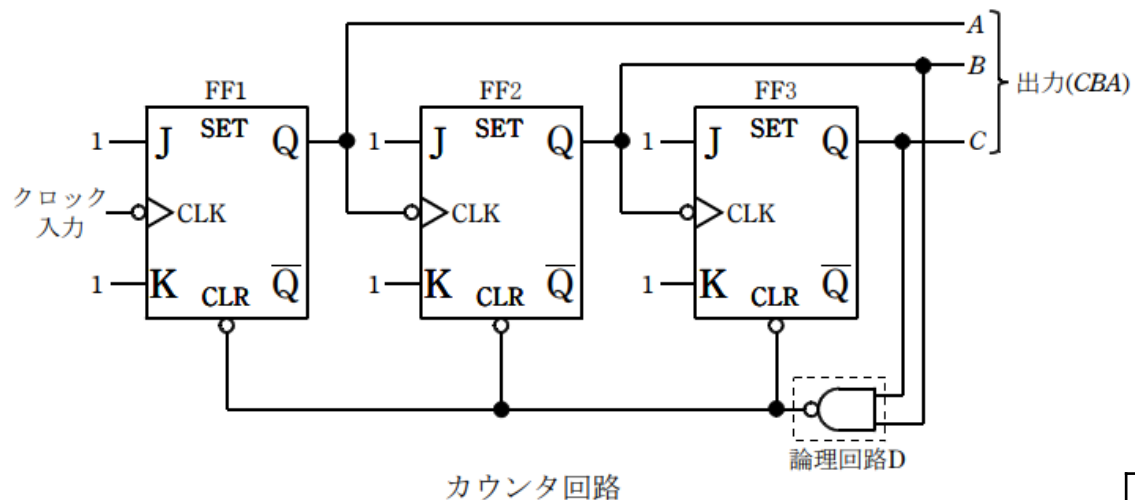 A
B
C
出力(CBA)
FF1
FF2
FF3
1 J SET Q
1 J SET Q
1 J SET Q
クロック
入力
CLK
CLK
CLK
1 K CLR Q̅
1 K CLR Q̅
1 K CLR Q̅
論理回路D
カウンタ回路